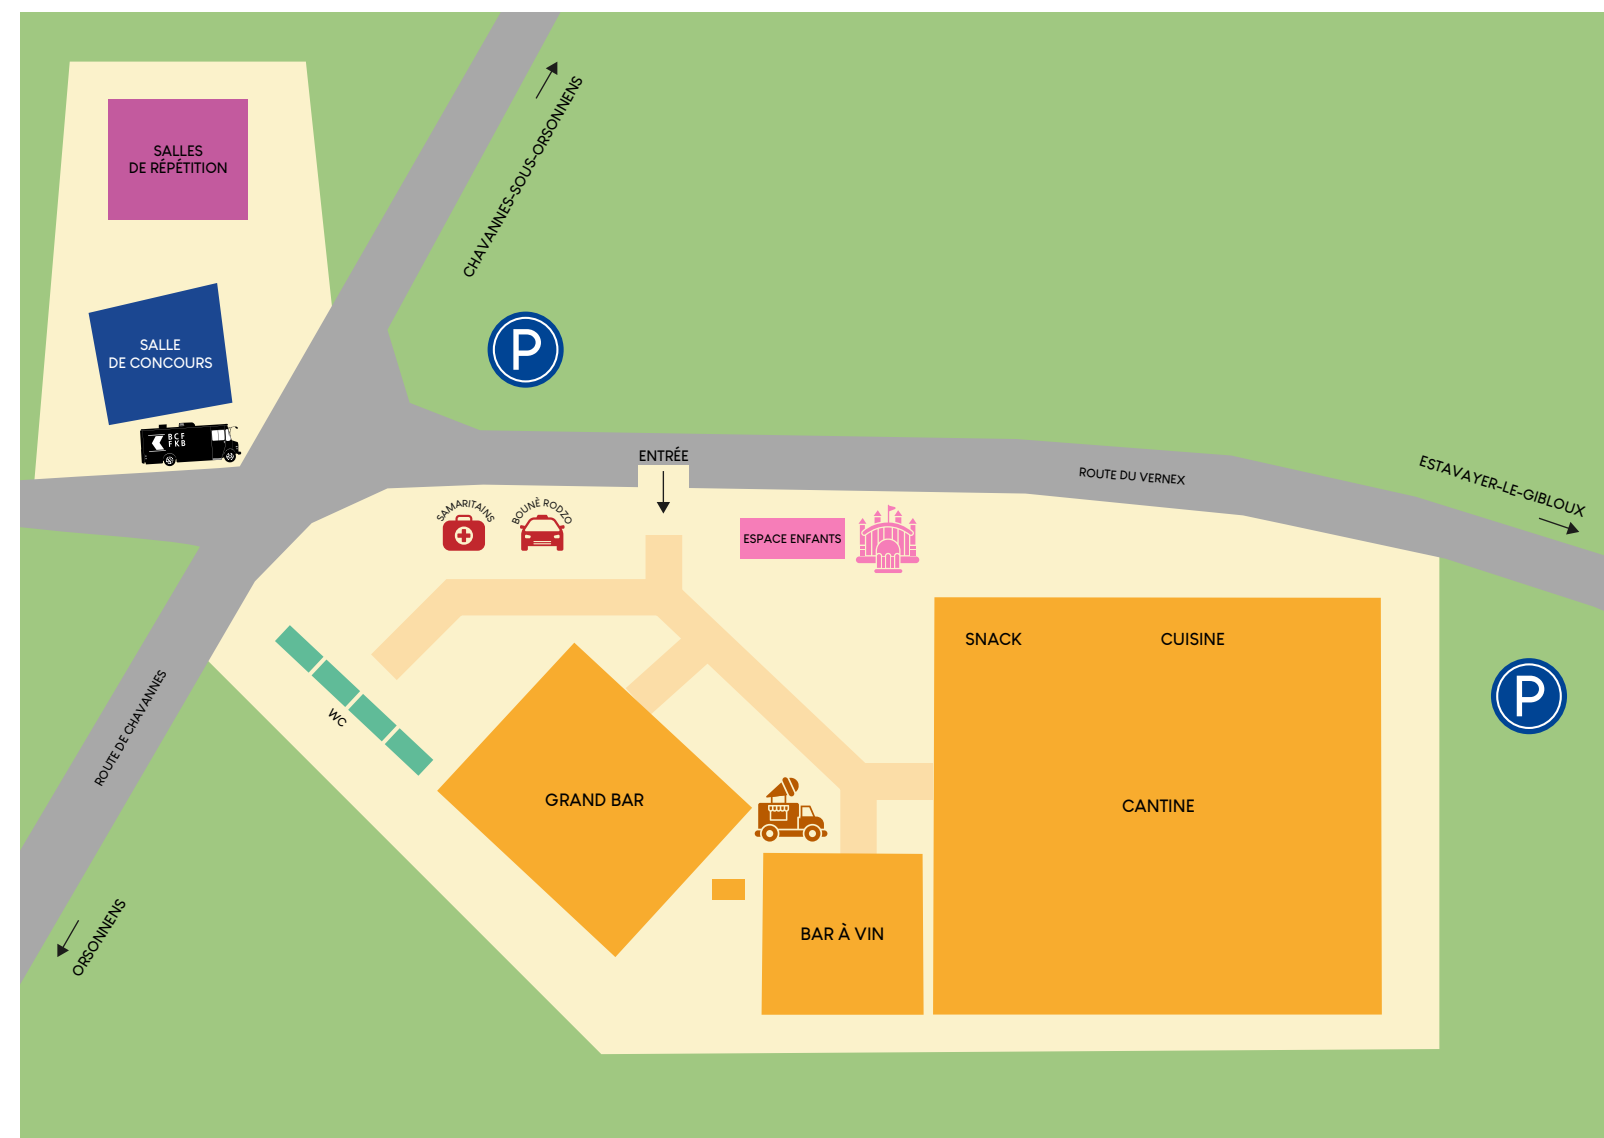 SALLES
DE RÉPÉTITION
CHAVANNES-SOUS-ORSONNENS
SALLE
DE CONCOURS
P
BCF
FKB
ENTRÉE
ROUTE DU VERNEX
ESTAVAYER-LE-GIBLOUX
SAMARITAINS
BOUNÈ RODZO
ESPACE ENFANTS
SNACK
CUISINE
P
WC
ROUTE DE CHAVANNES
GRAND BAR
CANTINE
BAR À VIN
ORSONNENS